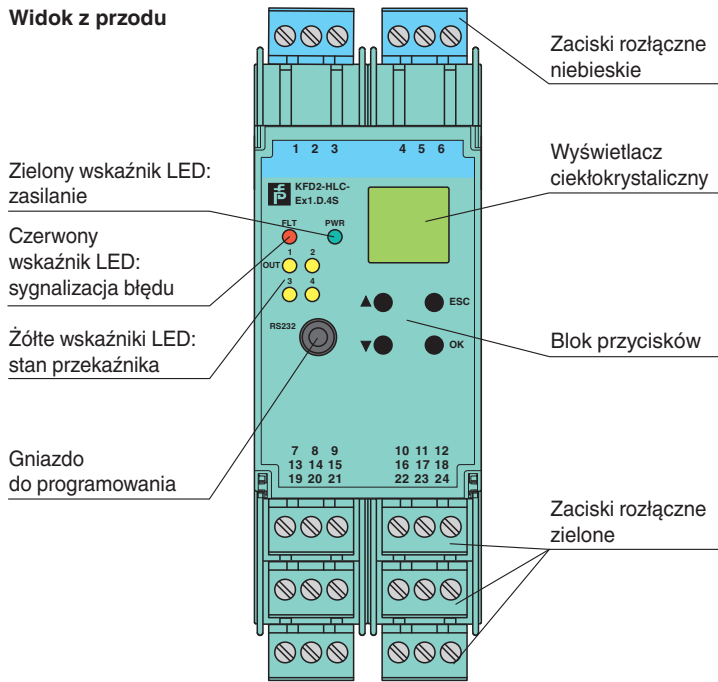 Widok z przodu
Zaciski rozłączne
niebieskie
1 2 3
4 5 6
Wyświetlacz
ciekłokrystaliczny
Zielony wskaźnik LED:
zasilanie
KFD2-HLC-
Ex1.D.4S
FLT
PWR
Czerwony
wskaźnik LED:
sygnalizacja błędu
1 2
OUT
3 4
ESC
Żółte wskaźniki LED:
stan przekaźnika
RS232
OK
Blok przycisków
Gniazdo
do programowania
7 8 9
13 14 15
19 20 21
10 11 12
16 17 18
22 23 24
Zaciski rozłączne
zielone